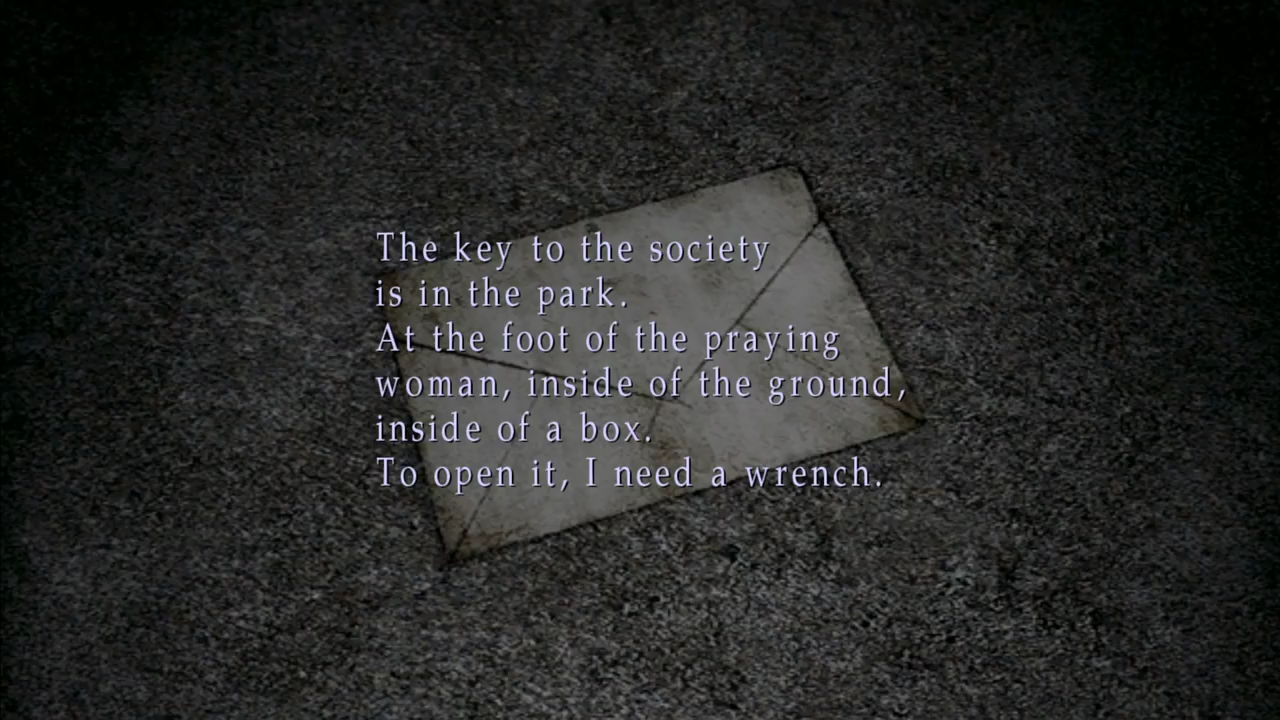 The key to the society
is in the park.
At the foot of the praying
woman, inside of the ground,
inside of a box.
To open it, I need a wrench.